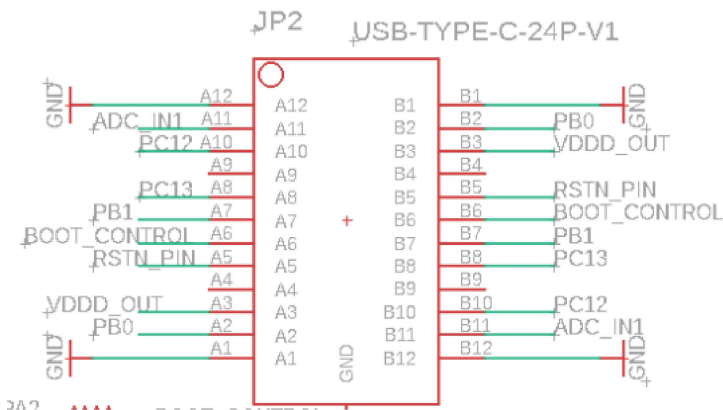 JP2 USB-TYPE-C-24P-V1
GND A12 A12 B1 B1 GND
ADC_IN1 A11 A11 B2 B2 PB0
PC12 A10 A10 B3 B3 VDDD_OUT
A9 A9 B4 B4
PC13 A8 A8 B5 B5 RSTN_PIN
PB1 A7 A7 B6 B6 BOOT_CONTROL
BOOT_CONTROL A6 A6 B7 B7 PB1
RSTN_PIN A5 A5 B8 B8 PC13
A4 A4 B9 B9
VDDD_OUT A3 A3 B10 B10 PC12
PB0 A2 A2 B11 B11 ADC_IN1
GND A1 A1 GND B12 B12 GND